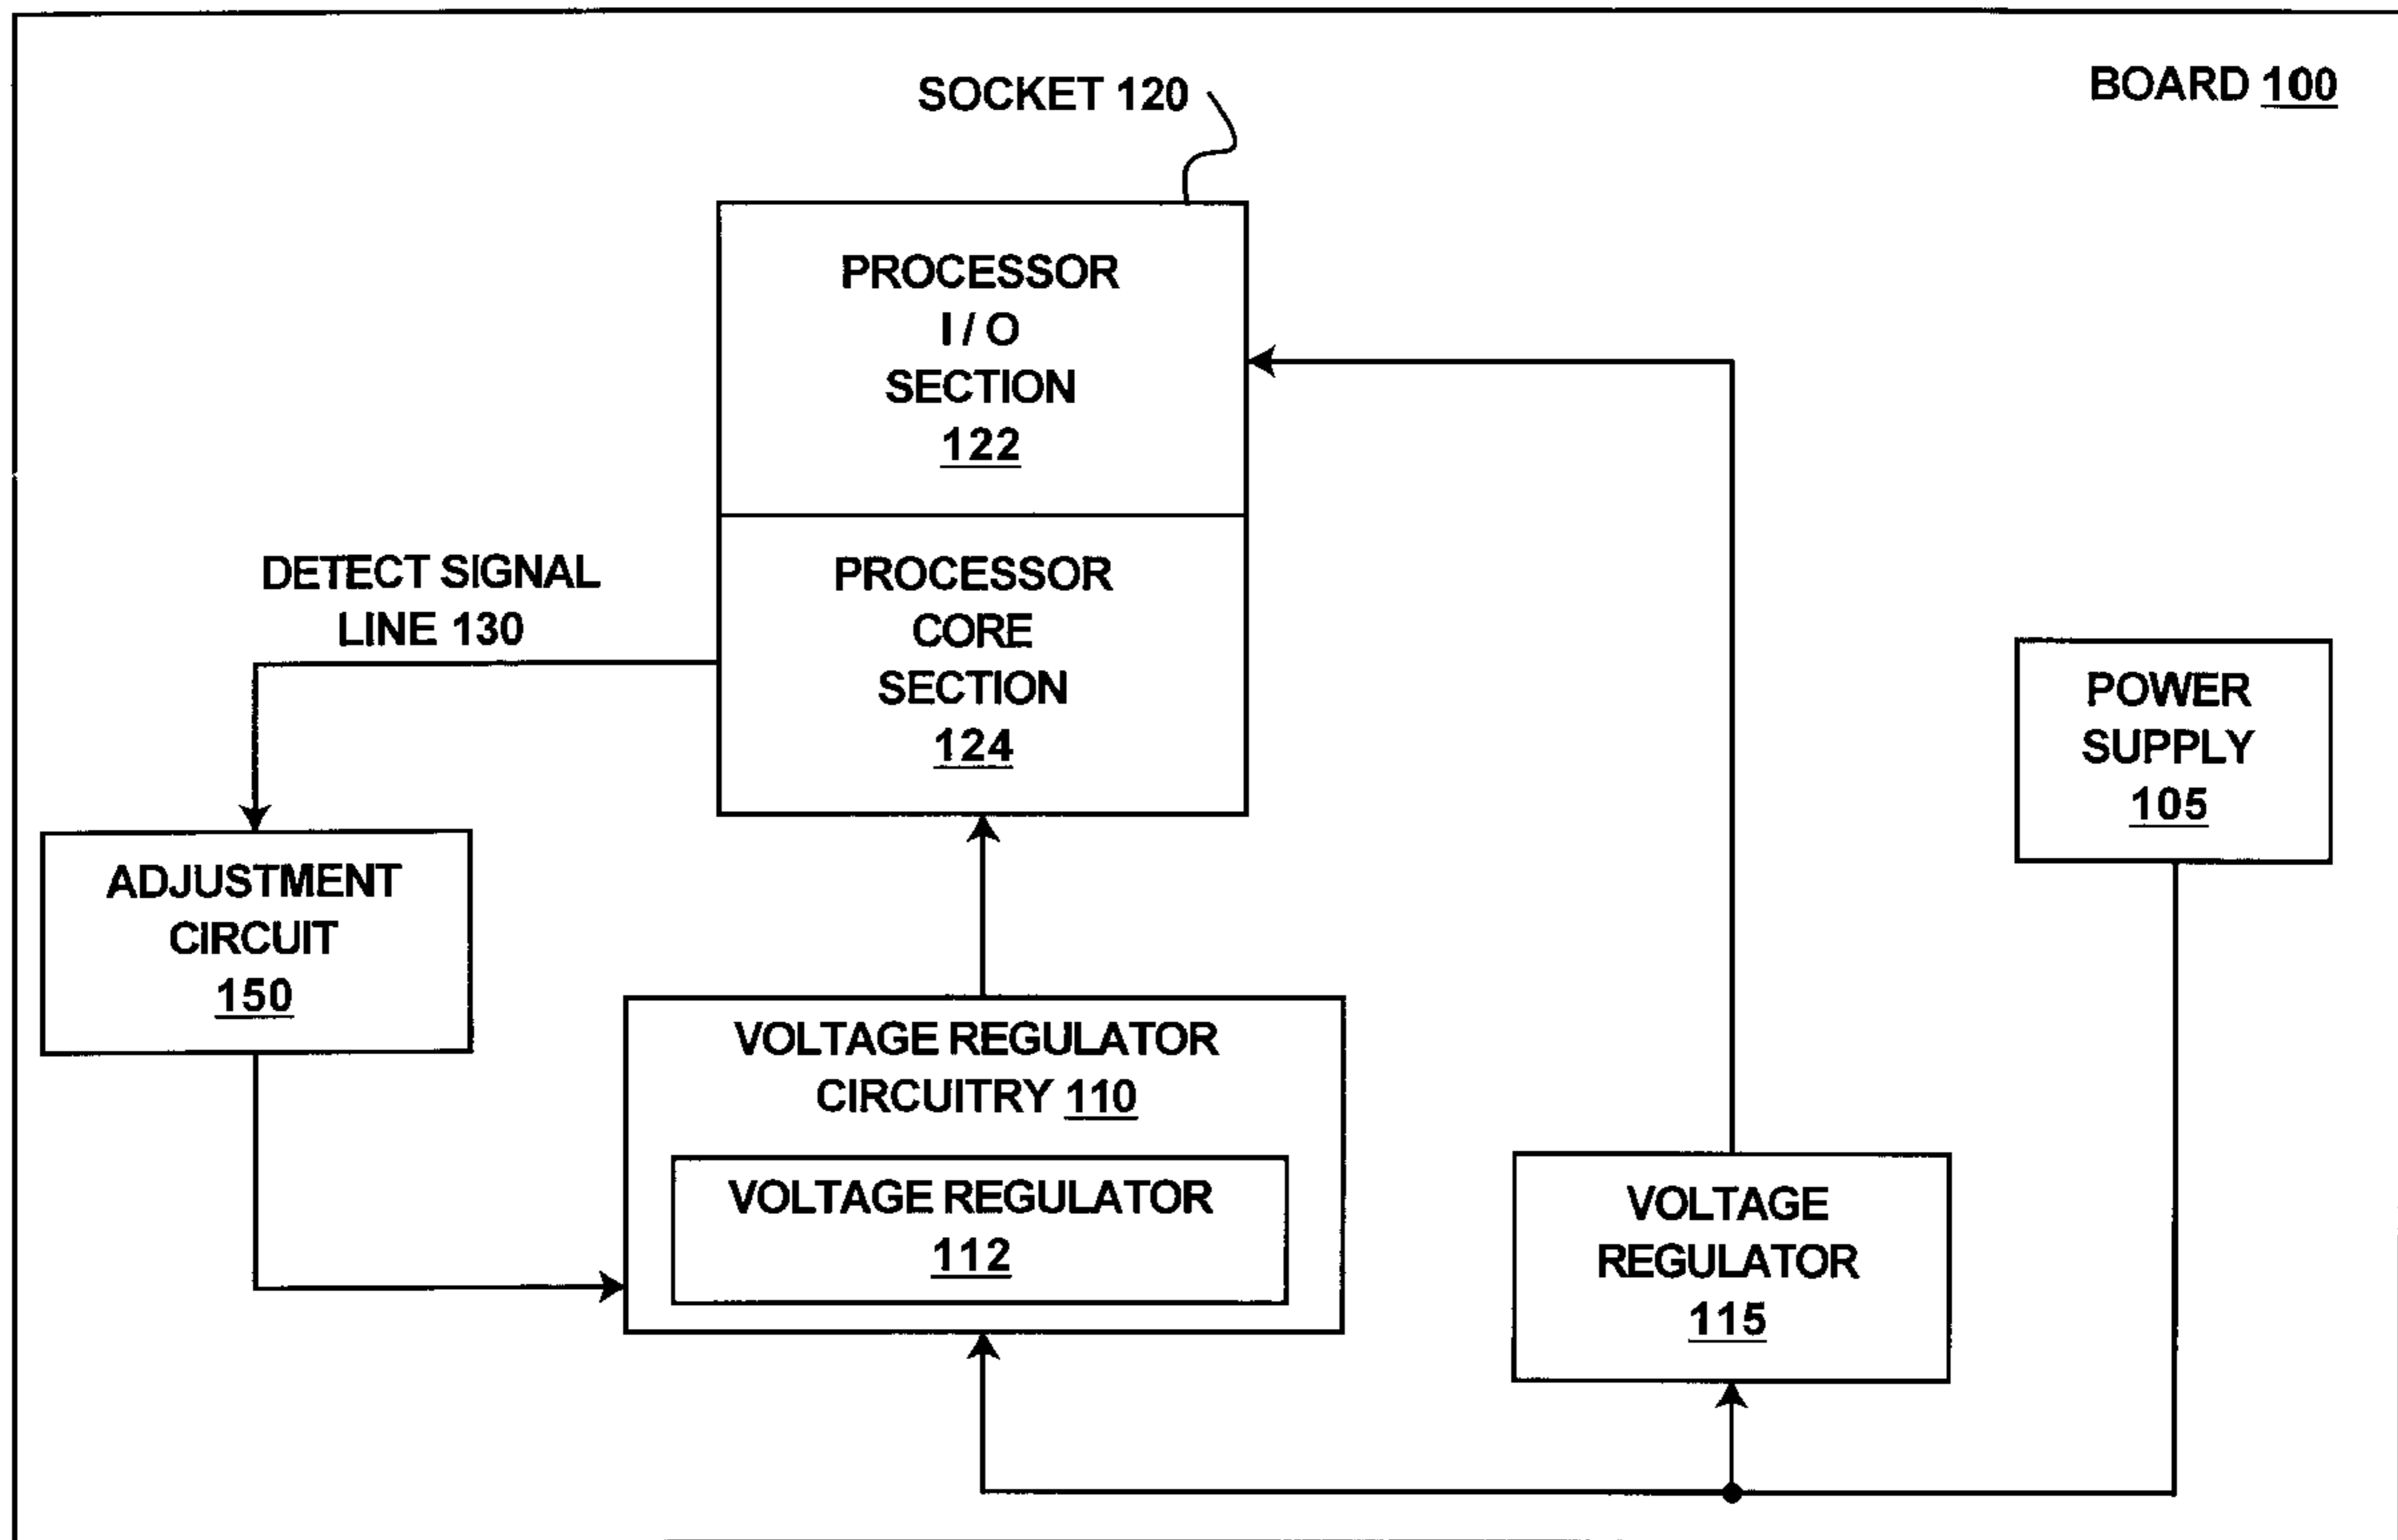 BOARD 100
SOCKET 120
PROCESSOR
I / O
SECTION
122
PROCESSOR
CORE
SECTION
124
DETECT SIGNAL
LINE 130
POWER
SUPPLY
105
ADJUSTMENT
CIRCUIT
150
VOLTAGE REGULATOR
CIRCUITRY 110
VOLTAGE REGULATOR
112
VOLTAGE
REGULATOR
115